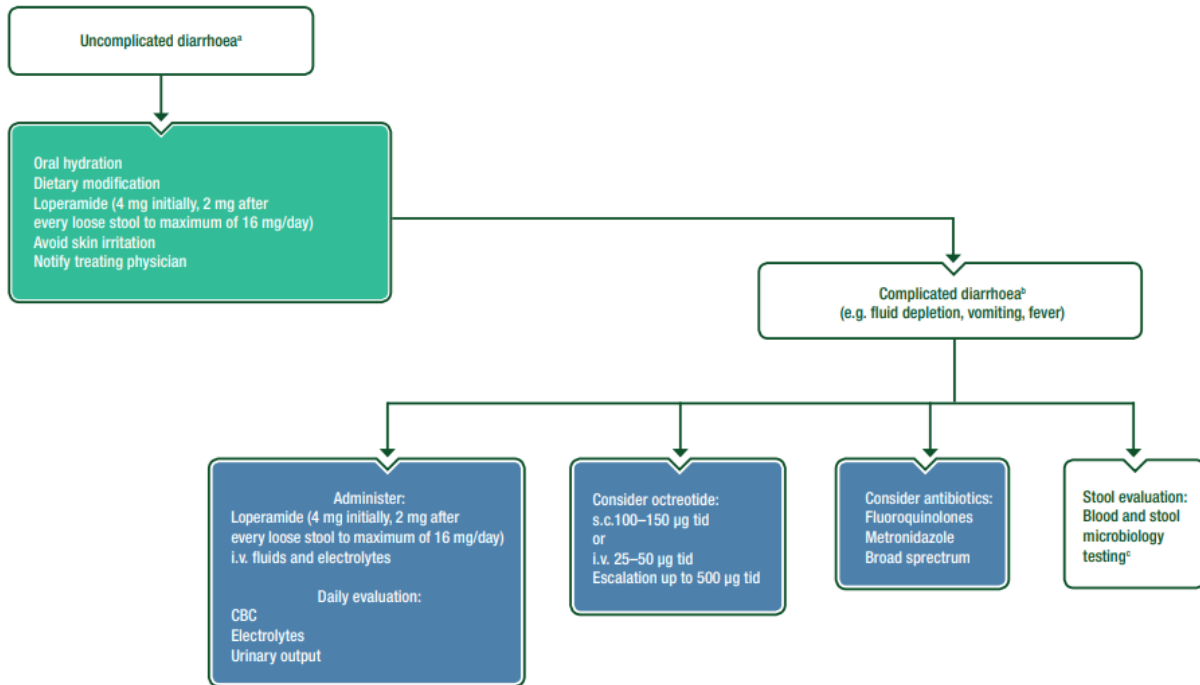 Uncomplicated diarrhoeaᵃ
Oral hydration
Dietary modification
Loperamide (4 mg initially, 2 mg after
every loose stool to maximum of 16 mg/day)
Avoid skin irritation
Notify treating physician
Complicated diarrhoeaᵇ
(e.g. fluid depletion, vomiting, fever)
Administer:
Loperamide (4 mg initially, 2 mg after
every loose stool to maximum of 16 mg/day)
i.v. fluids and electrolytes
Daily evaluation:
CBC
Electrolytes
Urinary output
Consider octreotide:
s.c.100–150 µg tid
or
i.v. 25–50 µg tid
Escalation up to 500 µg tid
Consider antibiotics:
Fluoroquinolones
Metronidazole
Broad sprectrum
Stool evaluation:
Blood and stool
microbiology
testingᶜ